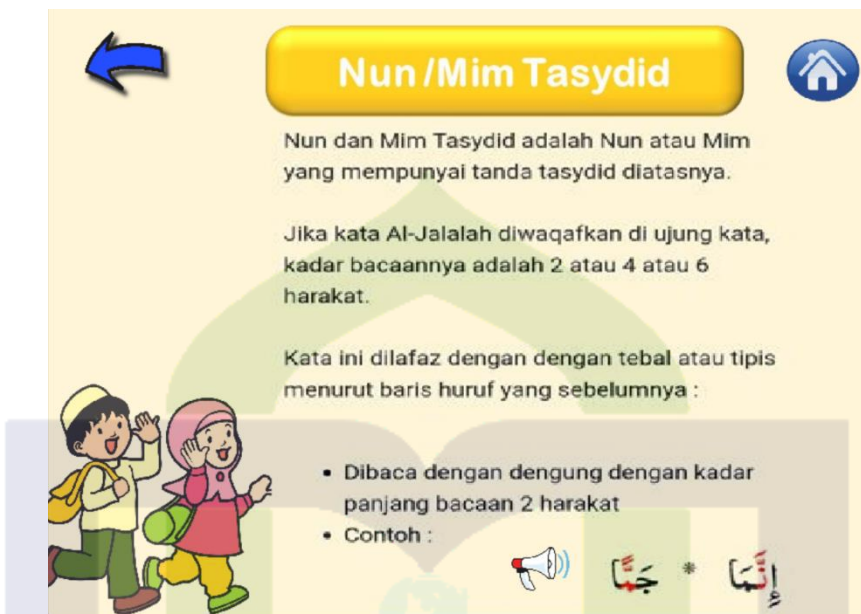 Nun /Mim Tasydid
Nun dan Mim Tasydid adalah Nun atau Mim
yang mempunyai tanda tasydid diatasnya.
Jika kata Al-Jalalah diwaqafkan di ujung kata,
kadar bacaannya adalah 2 atau 4 atau 6
harakat.
Kata ini dilafaz dengan dengan tebal atau tipis
menurut baris huruf yang sebelumnya :
• Dibaca dengan dengung dengan kadar
panjang bacaan 2 harakat
• Contoh :
إِنَّمَا * جَمًّا